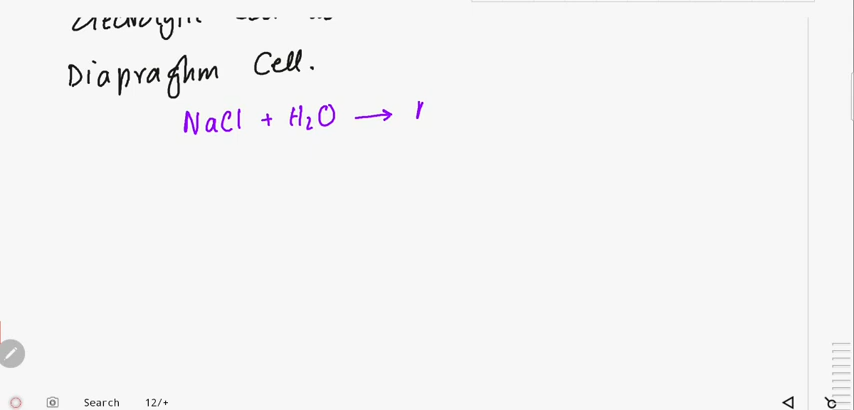 Diapraghm Cell.
NaCl + H₂O →
Search 12/+